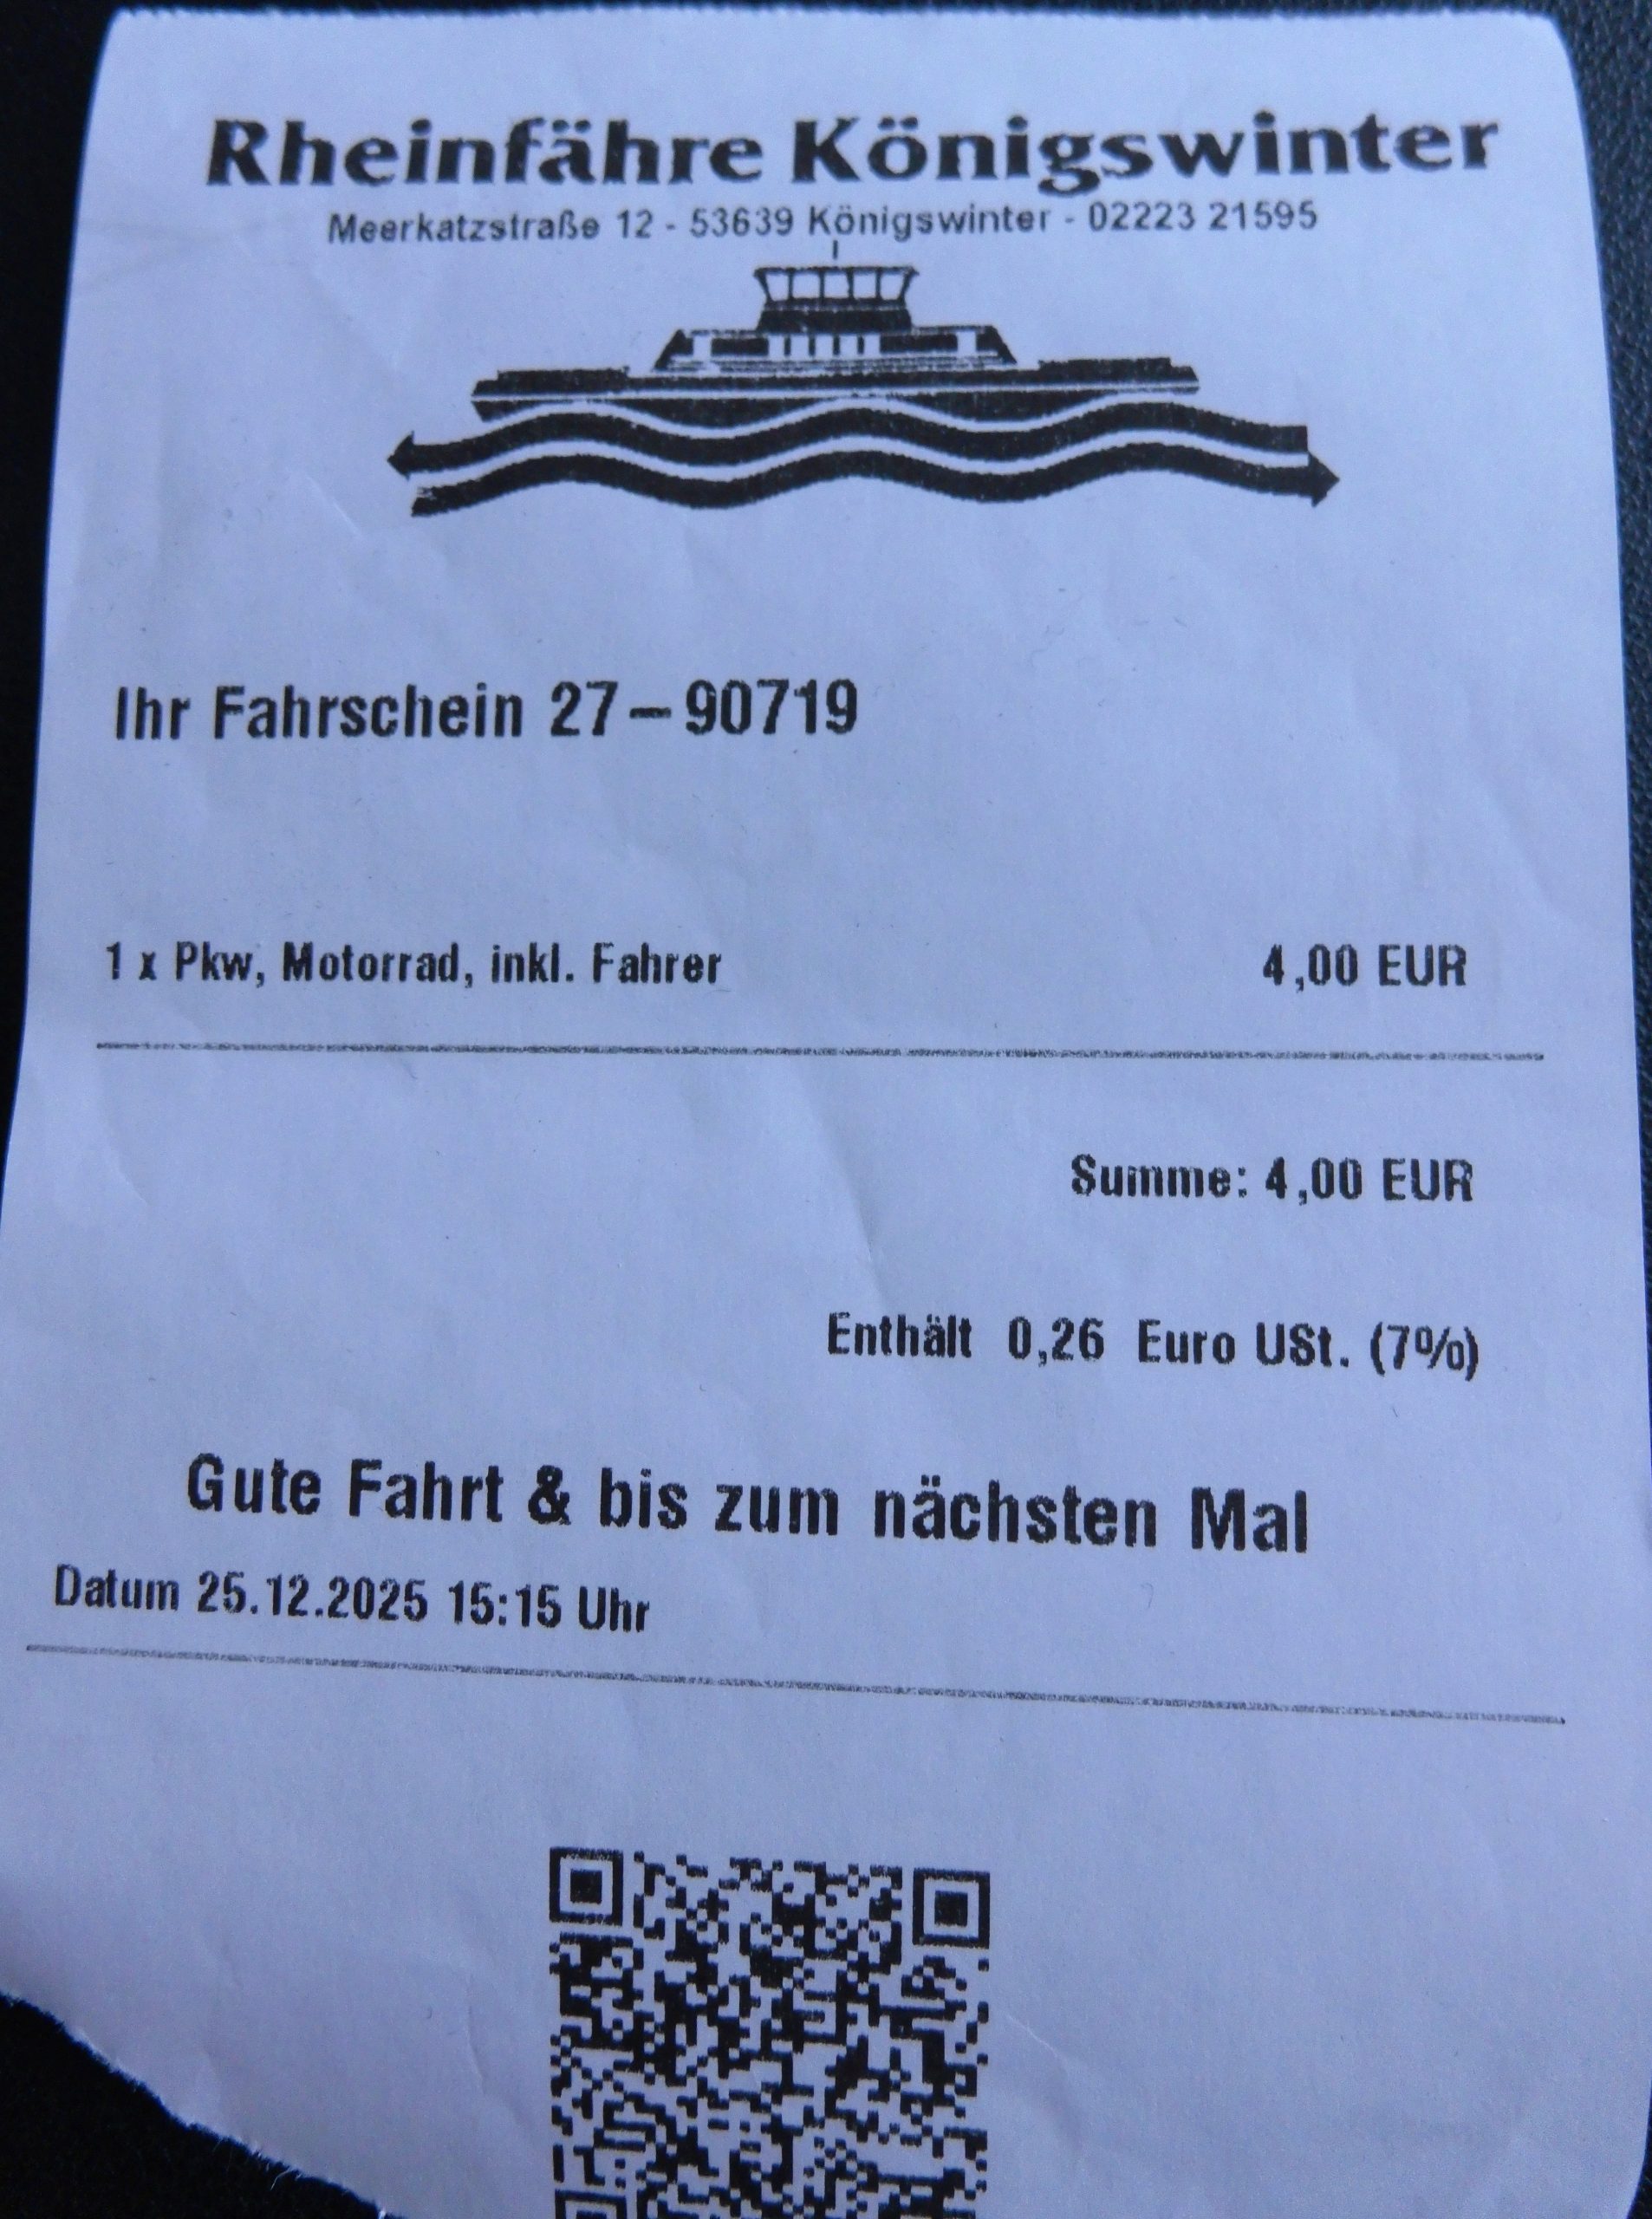 Rheinfähre Königswinter
Meerkatzstraße 12 - 53639 Königswinter - 02223 21595
Ihr Fahrschein 27–90719
1 x Pkw, Motorrad, inkl. Fahrer 4,00 EUR
Summe: 4,00 EUR
Enthält 0,26 Euro USt. (7%)
Gute Fahrt & bis zum nächsten Mal
Datum 25.12.2025 15:15 Uhr